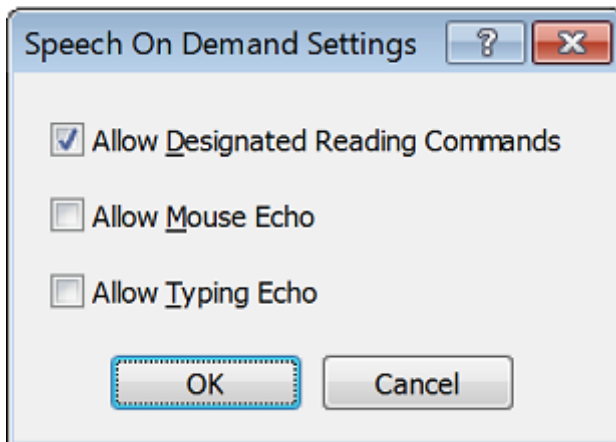 Speech On Demand Settings ?
Allow Designated Reading Commands
Allow Mouse Echo
Allow Typing Echo
OK Cancel